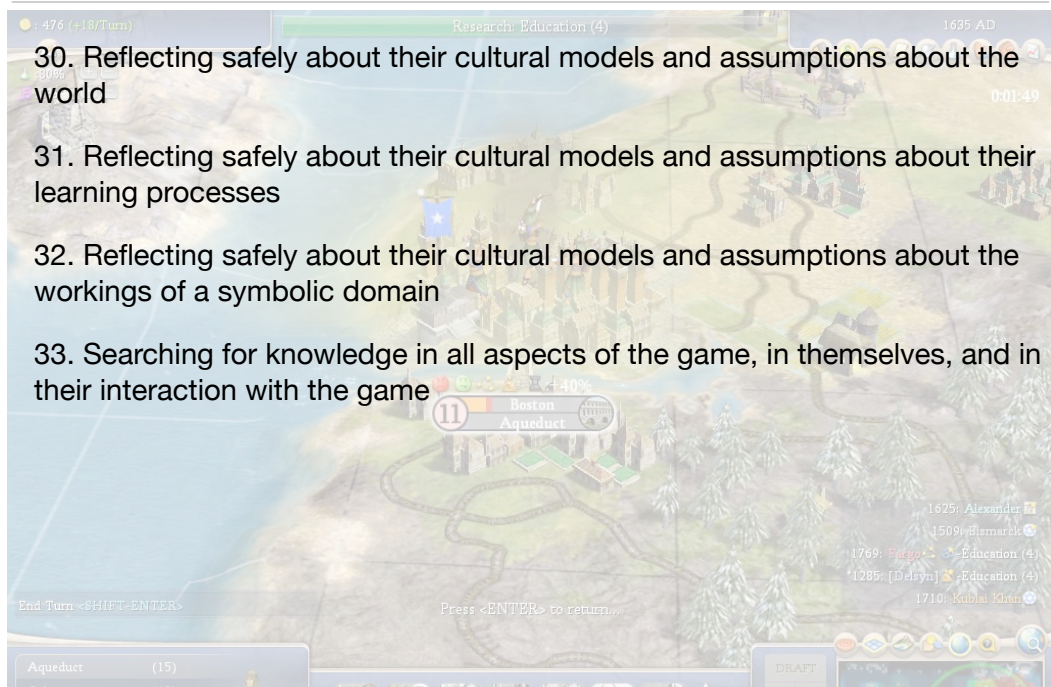 : 476 (+18/Turn)
Research: Education (4)
1635 AD
30. Reflecting safely about their cultural models and assumptions about the
world
: 80%
0:01:49
31. Reflecting safely about their cultural models and assumptions about their
learning processes
32. Reflecting safely about their cultural models and assumptions about the
workings of a symbolic domain
33. Searching for knowledge in all aspects of the game, in themselves, and in
their interaction with the game
+40%
11
Boston
Aqueduct
1625: Alexander
1509: Bismarck
1769: Education (4)
*1285: [Delsyn] Education (4)
1710: Kublai Khan
End Turn <SHIFT-ENTER>
Press <ENTER> to return..
Aqueduct (15)
DRAFT